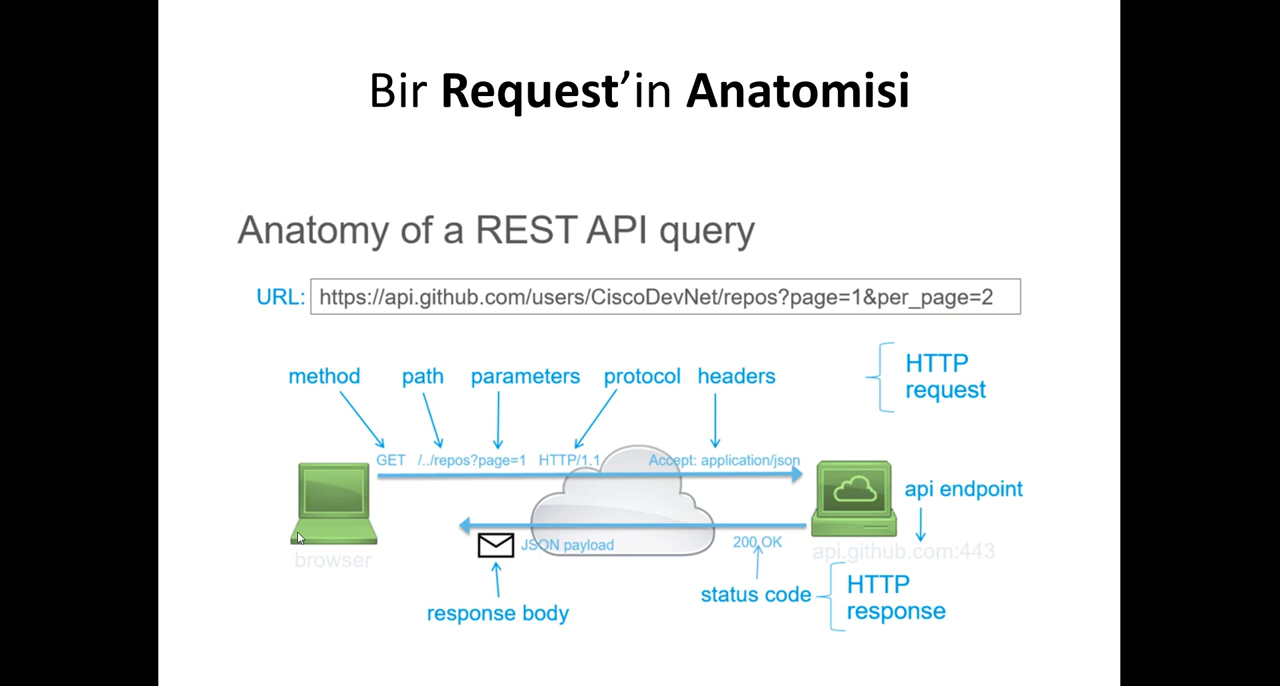 Bir Request’in Anatomisi
Anatomy of a REST API query
URL: https://api.github.com/users/CiscoDevNet/repos?page=1&per_page=2
HTTP
request
method path parameters protocol headers
GET /../repos?page=1 HTTP/1.1 Accept: application/json
api endpoint
JSON payload 200 OK
browser api.github.com:443
status code
HTTP
response
response body